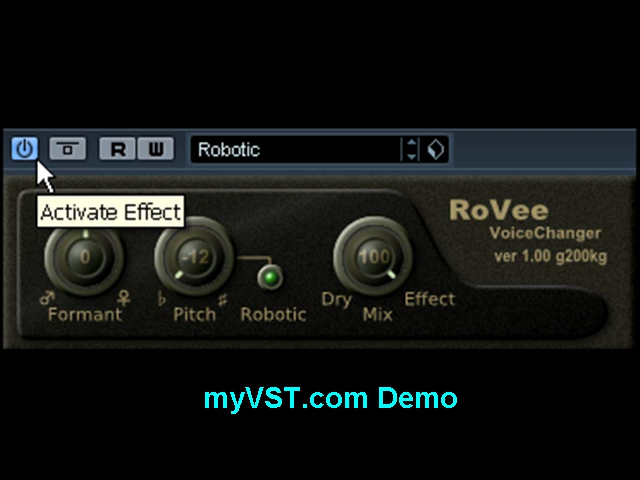 R W
Robotic
Activate Effect
RoVee
VoiceChanger
ver 1.00 g200kg
0
-12
100
♂ ♀
Formant
♭ ♯
Pitch
Robotic
Dry
Mix
Effect
myVST.com Demo